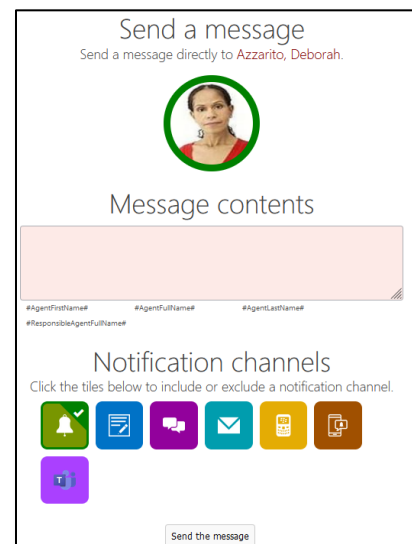 Send a message
Send a message directly to Azzarito, Deborah.
Message contents
#AgentFirstName# #AgentFullName# #AgentLastName#
#ResponsibleAgentFullName#
Notification channels
Click the tiles below to include or exclude a notification channel.
T
Send the message